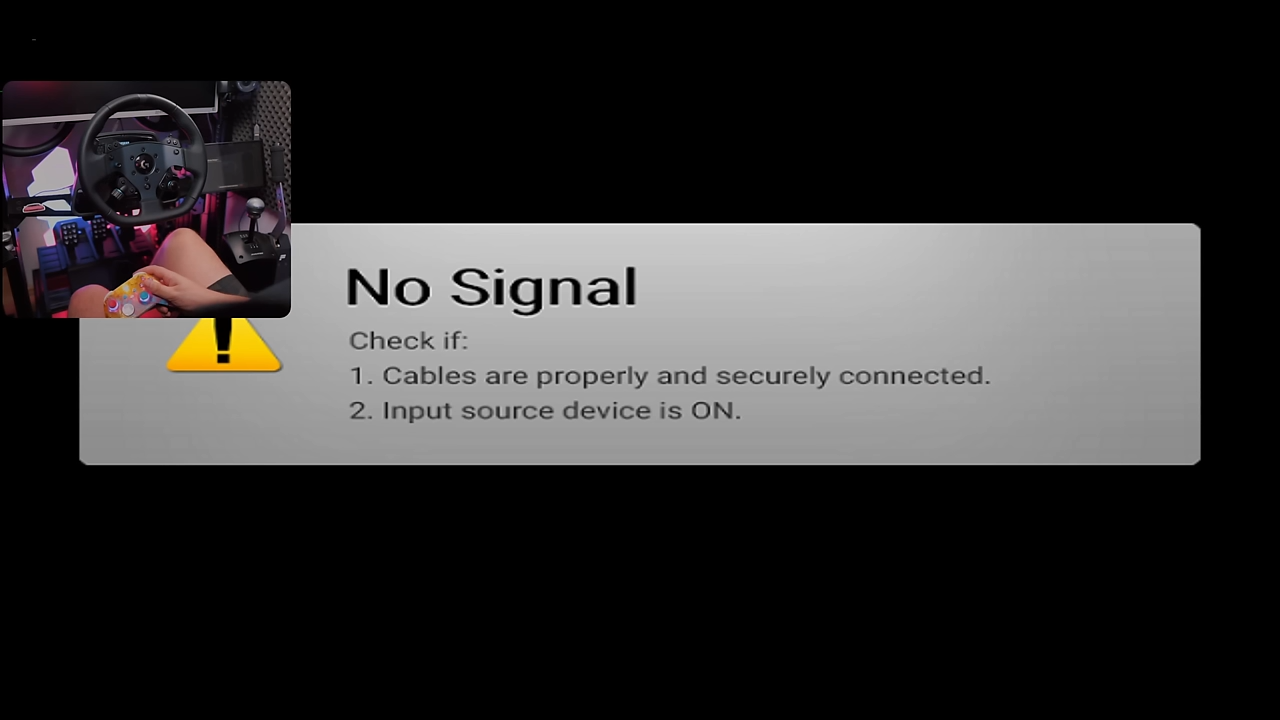 No Signal
Check if:
1. Cables are properly and securely connected.
2. Input source device is ON.